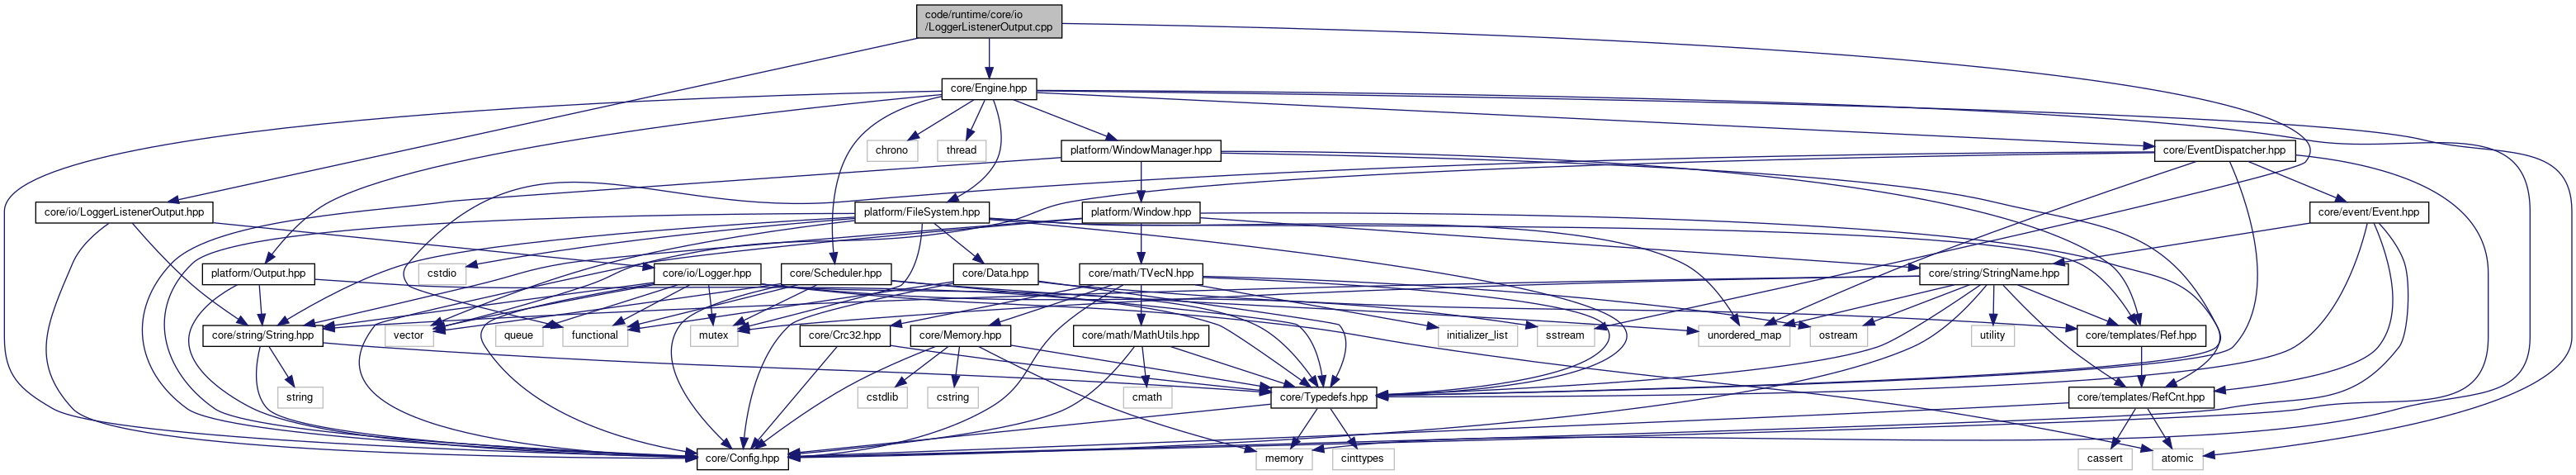 code/runtime/core/io
/LoggerListenerOutput.cpp
core/Engine.hpp
chrono
thread
platform/WindowManager.hpp
core/EventDispatcher.hpp
core/io/LoggerListenerOutput.hpp
platform/FileSystem.hpp
platform/Window.hpp
core/event/Event.hpp
platform/Output.hpp
cstdio
core/io/Logger.hpp
core/Scheduler.hpp
core/Data.hpp
core/math/TVecN.hpp
core/string/StringName.hpp
core/string/String.hpp
vector
queue
functional
mutex
core/Crc32.hpp
core/Memory.hpp
core/math/MathUtils.hpp
initializer_list
sstream
unordered_map
ostream
utility
core/templates/Ref.hpp
string
cstdlib
cstring
cmath
core/Typedefs.hpp
core/templates/RefCnt.hpp
core/Config.hpp
memory
cinttypes
cassert
atomic